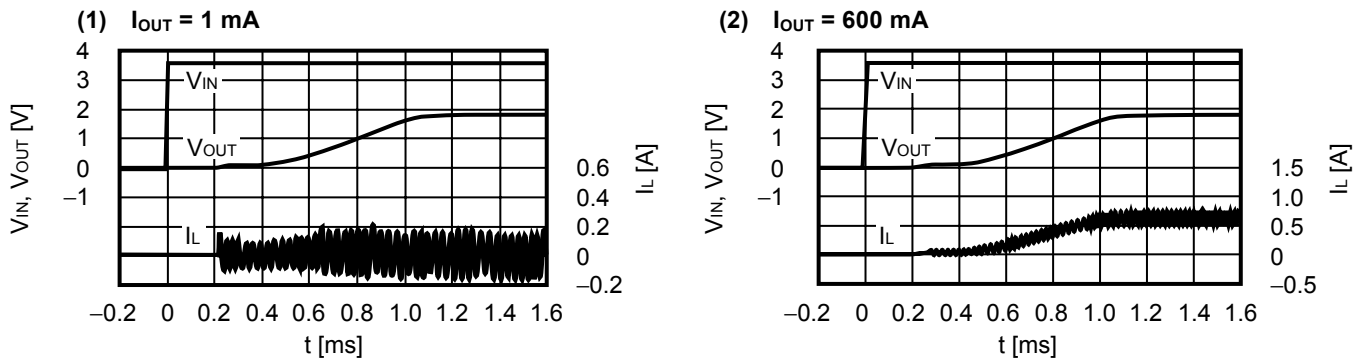 (1) IOUT = 1 mA
4
3
2
1
0
−1
VIN, VOUT [V]
VIN
VOUT
IL
0.6
0.4
0.2
0
−0.2
IL [A]
−0.2 0 0.2 0.4 0.6 0.8 1.0 1.2 1.4 1.6
t [ms]
(2) IOUT = 600 mA
4
3
2
1
0
−1
VIN, VOUT [V]
VIN
VOUT
IL
1.5
1.0
0.5
0
−0.5
IL [A]
−0.2 0 0.2 0.4 0.6 0.8 1.0 1.2 1.4 1.6
t [ms]